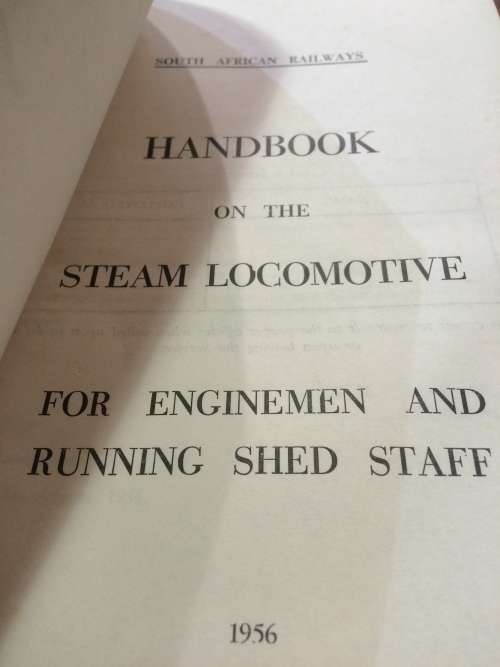 SOUTH AFRICAN RAILWAYS
HANDBOOK
ON THE
STEAM LOCOMOTIVE
FOR ENGINEMEN AND
RUNNING SHED STAFF
1956